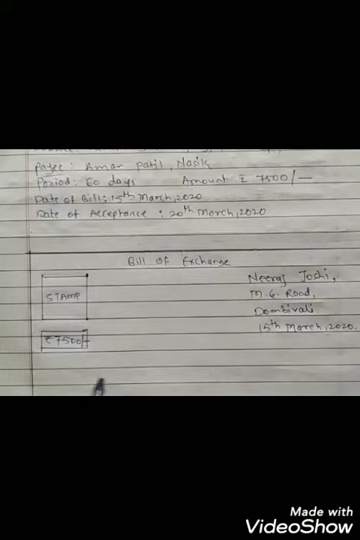 Payee: Amar Patil, Nasik
Period: 60 days Amount ₹ 7500/-
Date of Bill: 15th March, 2020
Date of Acceptance: 20th March, 2020
Bill of Exchange
STAMP
₹7500/-
Neeraj Joshi,
M.G. Road,
Dombivali
15th March, 2020.
Made with
VideoShow